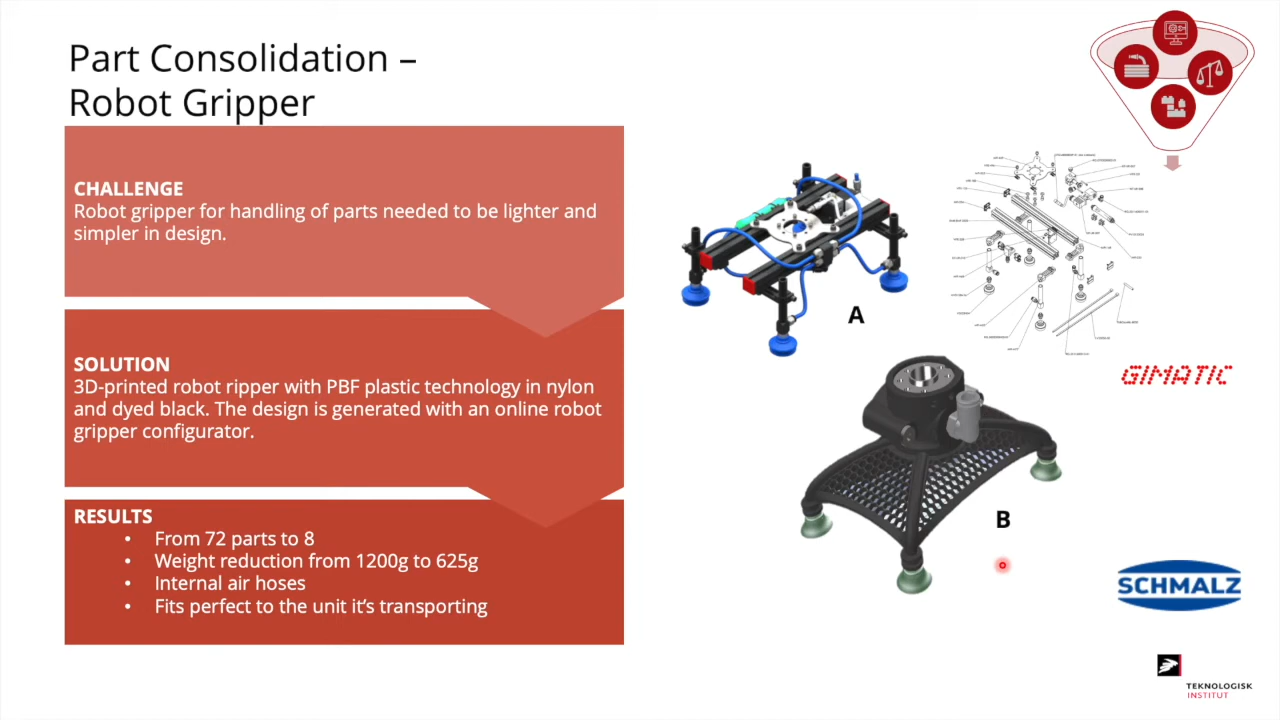 Part Consolidation –
Robot Gripper
CHALLENGE
Robot gripper for handling of parts needed to be lighter and
simpler in design.
SOLUTION
3D-printed robot ripper with PBF plastic technology in nylon
and dyed black. The design is generated with an online robot
gripper configurator.
RESULTS
• From 72 parts to 8
• Weight reduction from 1200g to 625g
• Internal air hoses
• Fits perfect to the unit it’s transporting
A
B
GIMATIC
SCHMALZ
TEKNOLOGISK
INSTITUT